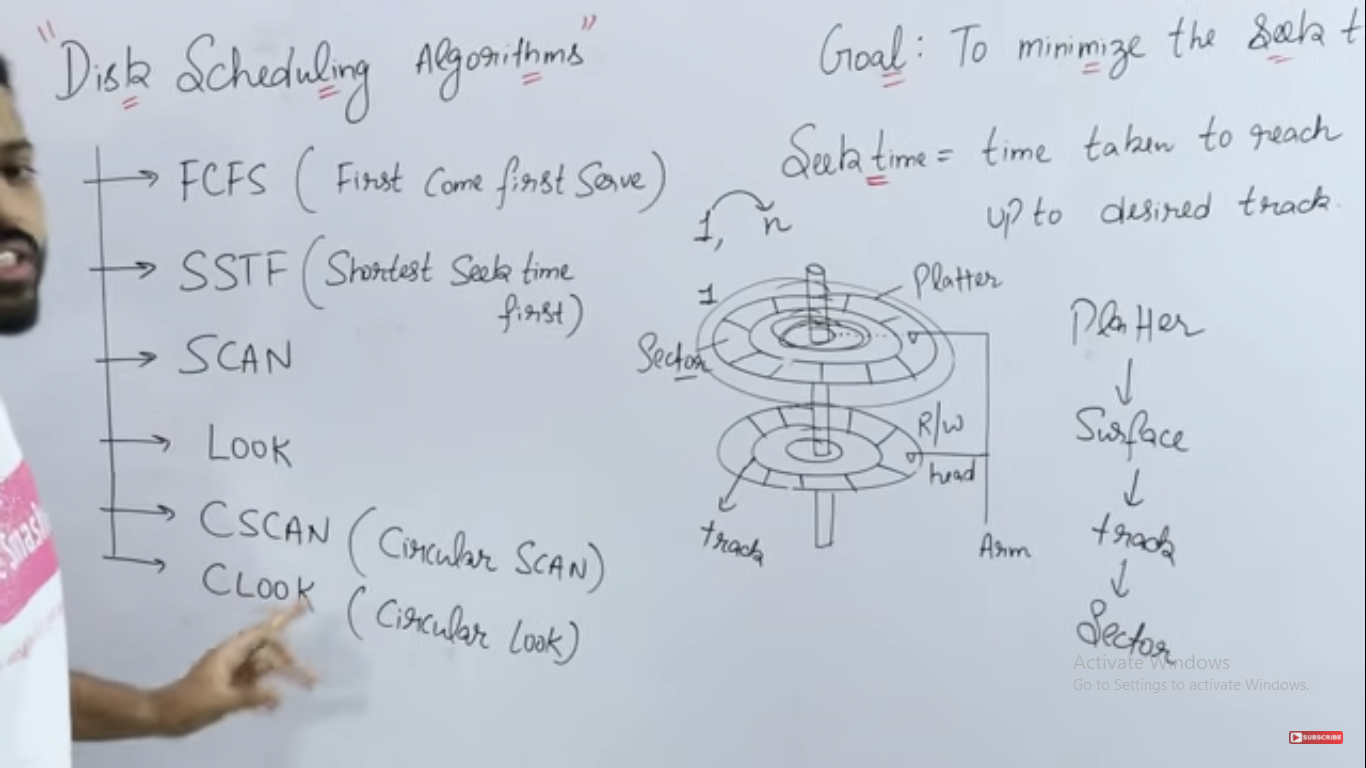 "Disk Scheduling Algorithms"
FCFS (First Come first Serve)
SSTF (Shortest Seek time
first)
SCAN
LOOK
CSCAN (Circular SCAN)
CLOOK (Circular Look)
Goal: To minimize the Seek t
Seek time = time taken to reach
up to desired track.
1, n
1
Platter
Sector
R/W
head
track
Arm
Platter
Surface
track
Sector
Smash
Activate Windows
Go to Settings to activate Windows.
SUBSCRIBE